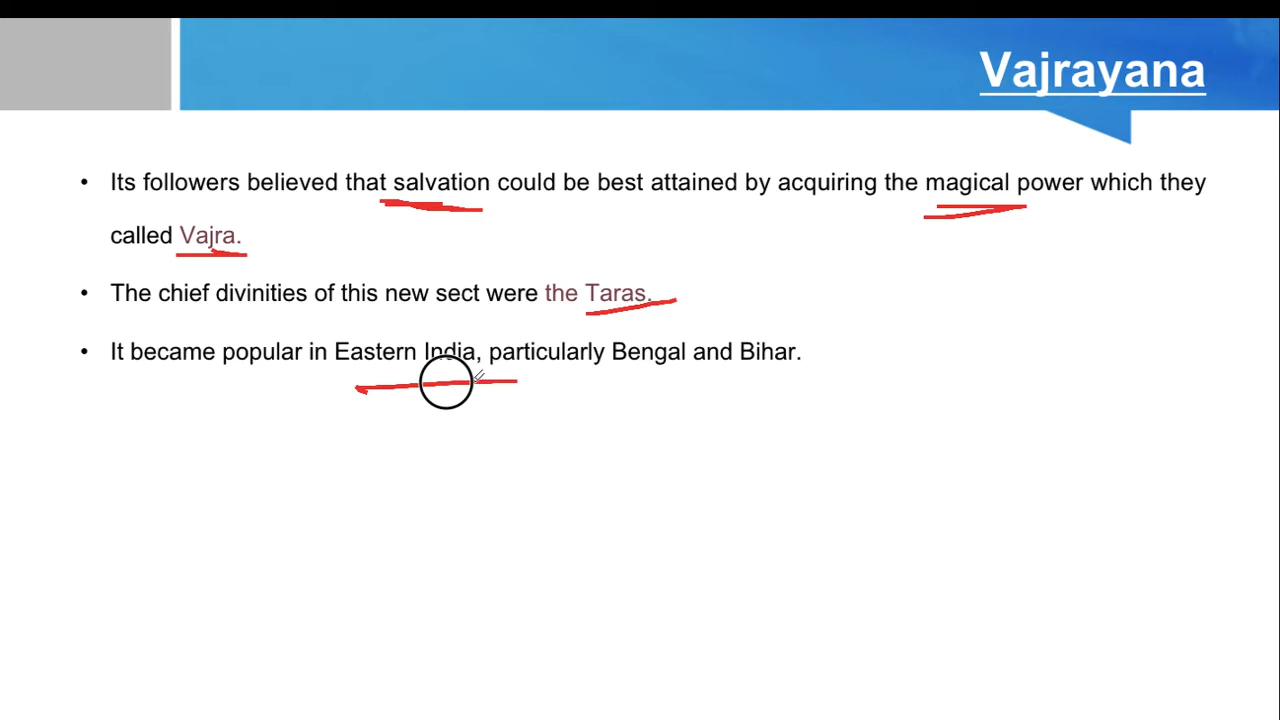 Vajrayana
• Its followers believed that salvation could be best attained by acquiring the magical power which they
called Vajra.
• The chief divinities of this new sect were the Taras.
• It became popular in Eastern India, particularly Bengal and Bihar.